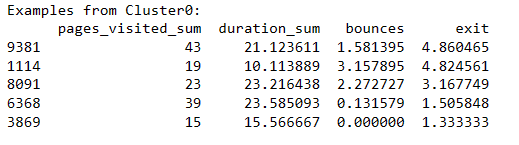 Examples from Cluster0:
pages_visited_sum duration_sum bounces exit
9381 43 21.123611 1.581395 4.860465
1114 19 10.113889 3.157895 4.824561
8091 23 23.216438 2.272727 3.167749
6368 39 23.585093 0.131579 1.505848
3869 15 15.566667 0.000000 1.333333